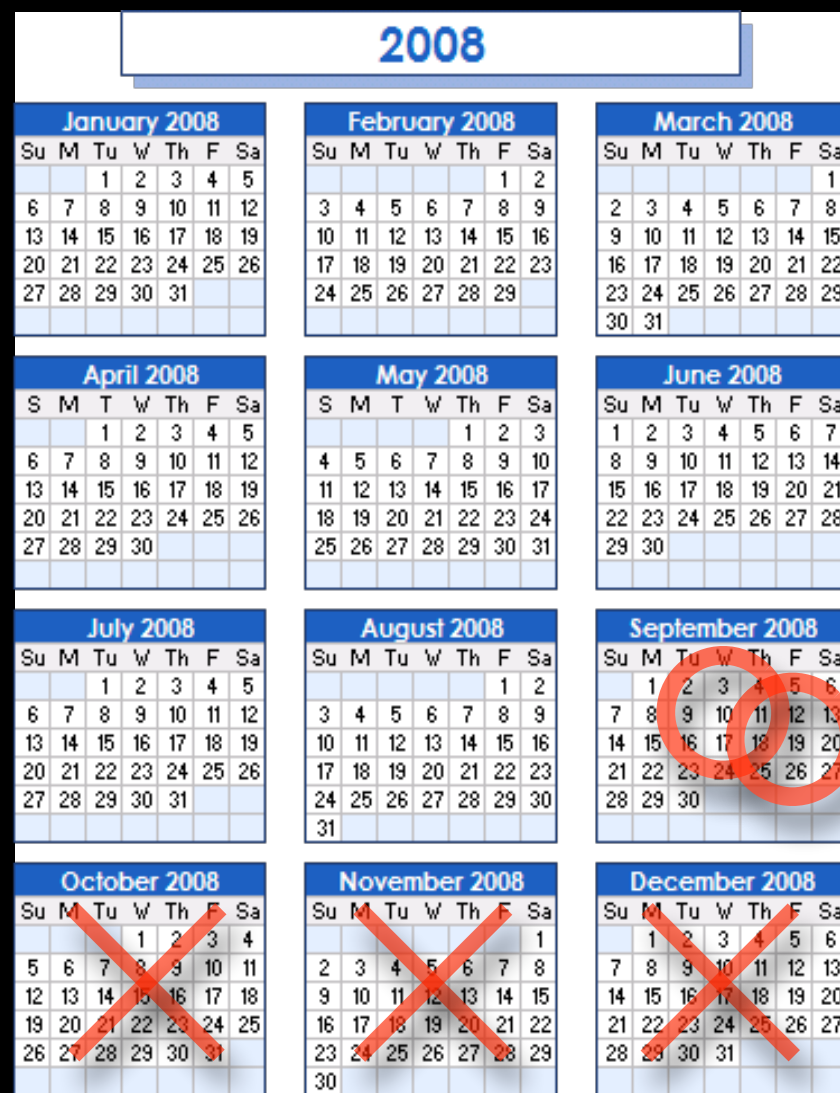 2008
January 2008
Su M Tu W Th F Sa
1 2 3 4 5
6 7 8 9 10 11 12
13 14 15 16 17 18 19
20 21 22 23 24 25 26
27 28 29 30 31
February 2008
Su M Tu W Th F Sa
1 2
3 4 5 6 7 8 9
10 11 12 13 14 15 16
17 18 19 20 21 22 23
24 25 26 27 28 29
March 2008
Su M Tu W Th F Sa
1
2 3 4 5 6 7 8
9 10 11 12 13 14 15
16 17 18 19 20 21 22
23 24 25 26 27 28 29
30 31
April 2008
S M T W Th F Sa
1 2 3 4 5
6 7 8 9 10 11 12
13 14 15 16 17 18 19
20 21 22 23 24 25 26
27 28 29 30
May 2008
S M T W Th F Sa
1 2 3
4 5 6 7 8 9 10
11 12 13 14 15 16 17
18 19 20 21 22 23 24
25 26 27 28 29 30 31
June 2008
Su M Tu W Th F Sa
1 2 3 4 5 6 7
8 9 10 11 12 13 14
15 16 17 18 19 20 21
22 23 24 25 26 27 28
29 30
July 2008
Su M Tu W Th F Sa
1 2 3 4 5
6 7 8 9 10 11 12
13 14 15 16 17 18 19
20 21 22 23 24 25 26
27 28 29 30 31
August 2008
Su M Tu W Th F Sa
1 2
3 4 5 6 7 8 9
10 11 12 13 14 15 16
17 18 19 20 21 22 23
24 25 26 27 28 29 30
31
September 2008
Su M Tu W Th F Sa
1 2 3 4 5 6
7 8 9 10 11 12 13
14 15 16 17 18 19 20
21 22 23 24 25 26 27
28 29 30
October 2008
Su M Tu W Th F Sa
1 2 3 4
5 6 7 8 9 10 11
12 13 14 15 16 17 18
19 20 21 22 23 24 25
26 27 28 29 30 31
November 2008
Su M Tu W Th F Sa
1
2 3 4 5 6 7 8
9 10 11 12 13 14 15
16 17 18 19 20 21 22
23 24 25 26 27 28 29
30
December 2008
Su M Tu W Th F Sa
1 2 3 4 5 6
7 8 9 10 11 12 13
14 15 16 17 18 19 20
21 22 23 24 25 26 27
28 29 30 31